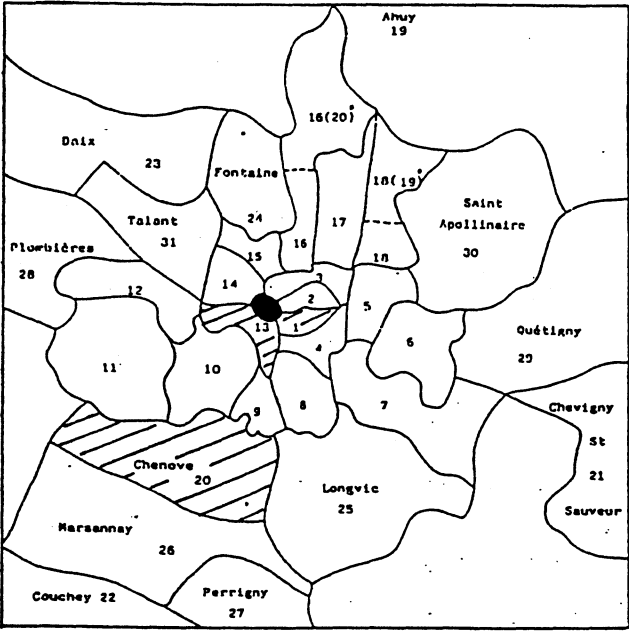 Ahuy
19
16(20)°
Daix
23
Fontaine
18(19)°
24
Saint
Apollinaire
30
Talant
31
17
16
15
18
Plombières
28
12
14
3
2
5
13
1
4
6
Quétigny
29
11
10
9
8
7
Chevigny
St
21
Sauveur
Chenove
20
Longvic
25
Marsannay
26
Couchey 22
Perrigny
27